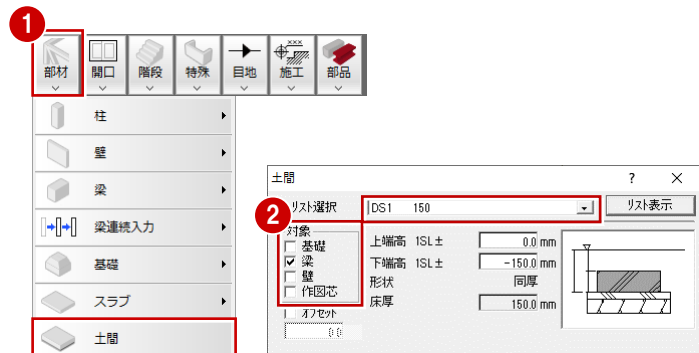 1
部材 開口 階段 特殊 目地 施工 部品
柱
壁
梁
梁連続入力
基礎
スラブ
土間
土間 ? ×
2
リスト選択 DS1 150 リスト表示
対象
基礎
梁
壁
作図芯
オフセット
0.0
上端高 1SL± 0.0 mm
下端高 1SL± -150.0 mm
形状 同厚
床厚 150.0 mm